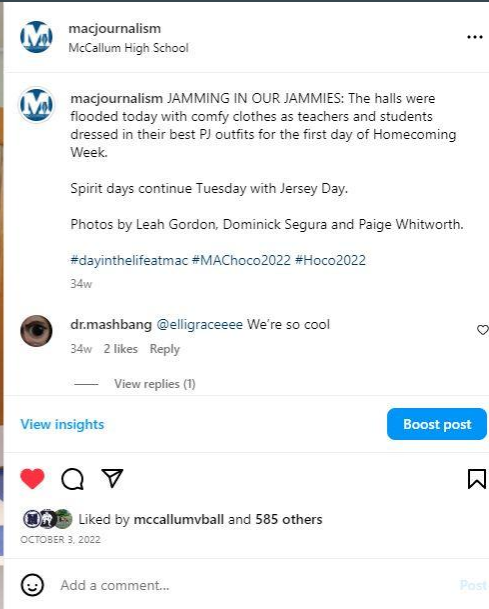 macjournalism
McCallum High School
macjournalism JAMMING IN OUR JAMMIES: The halls were
flooded today with comfy clothes as teachers and students
dressed in their best PJ outfits for the first day of Homecoming
Week.
Spirit days continue Tuesday with Jersey Day.
Photos by Leah Gordon, Dominick Segura and Paige Whitworth.
#dayinthelifeatmac #MAChoco2022 #Hoco2022
34w
dr.mashbang @elligraceeee We're so cool
34w 2 likes Reply
View replies (1)
View insights
Boost post
Liked by mccallumvball and 585 others
OCTOBER 3, 2022
Add a comment...
Post